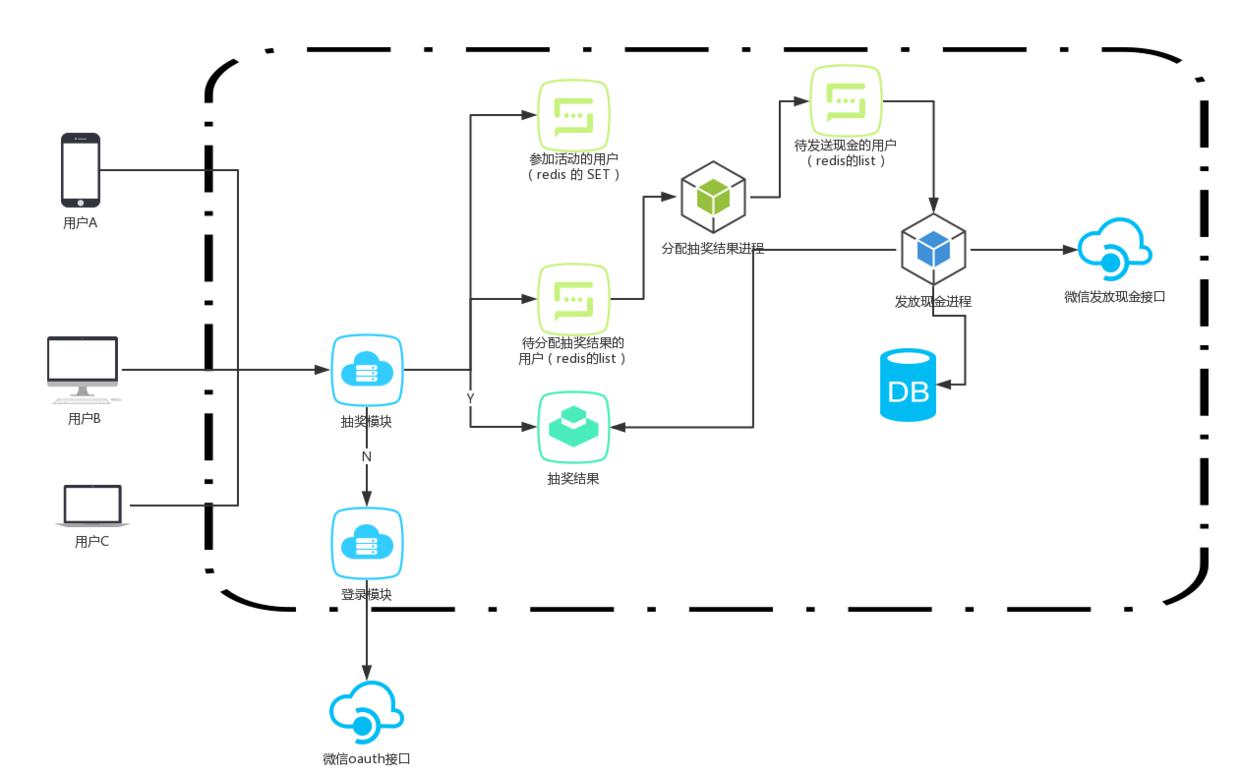 参加活动的用户
（redis 的 SET）
待发送现金的用户
（redis的list）
用户A
分配抽奖结果进程
发放现金进程
微信发放现金接口
待分配抽奖结果的
用户（redis的list）
DB
用户B
抽奖模块
Y
N
抽奖结果
用户C
登录模块
微信oauth接口